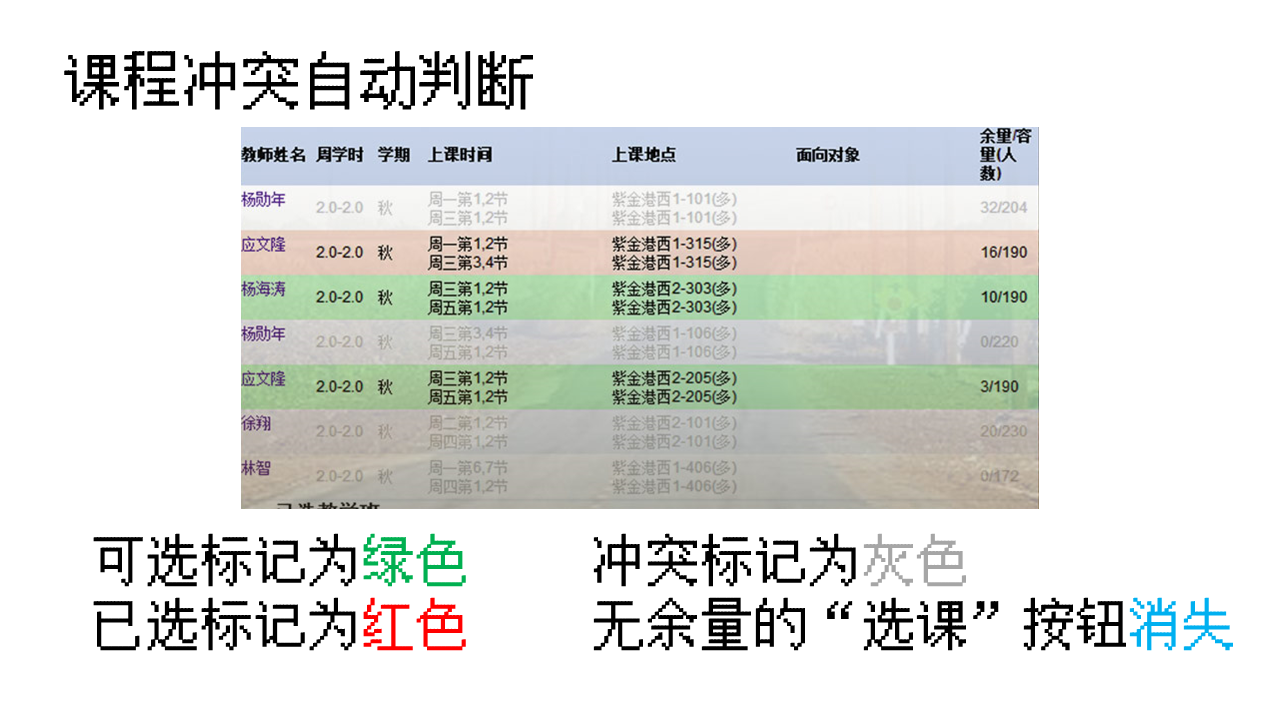 课程冲突自动判断
教师姓名 周学时 学期 上课时间 上课地点 面向对象 余量/容量(人数)
杨勋年 2.0-2.0 秋 周一第1,2节 紫金港西1-101(多) 32/204
周三第1,2节 紫金港西1-101(多)
应文隆 2.0-2.0 秋 周一第1,2节 紫金港西1-315(多) 16/190
周三第3,4节 紫金港西1-315(多)
杨海涛 2.0-2.0 秋 周三第1,2节 紫金港西2-303(多) 10/190
周五第1,2节 紫金港西2-303(多)
杨勋年 2.0-2.0 秋 周三第3,4节 紫金港西1-106(多) 0/220
周五第1,2节 紫金港西1-106(多)
应文隆 2.0-2.0 秋 周三第1,2节 紫金港西2-205(多) 3/190
周五第1,2节 紫金港西2-205(多)
徐翔 2.0-2.0 秋 周二第1,2节 紫金港西2-101(多) 20/230
周四第1,2节 紫金港西2-101(多)
林智 2.0-2.0 秋 周一第6,7节 紫金港西1-406(多) 0/172
周四第1,2节 紫金港西1-406(多)
可选标记为绿色 冲突标记为灰色
已选标记为红色 无余量的“选课”按钮消失